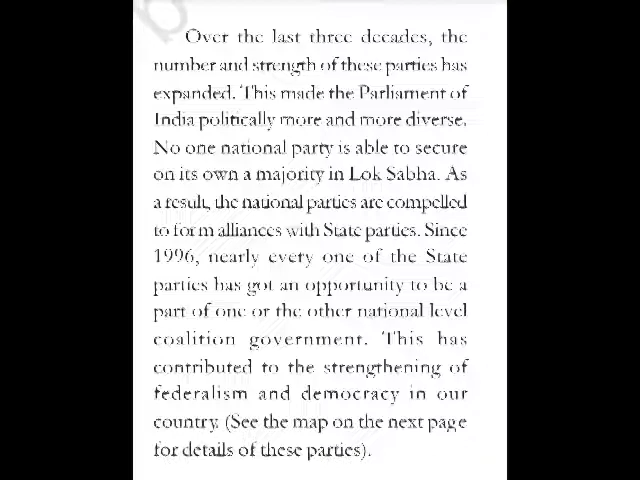 Over the last three decades, the
number and strength of these parties has
expanded. This made the Parliament of
India politically more and more diverse.
No one national party is able to secure
on its own a majority in Lok Sabha. As
a result, the national parties are compelled
to form alliances with State parties. Since
1996, nearly every one of the State
parties has got an opportunity to be a
part of one or the other national level
coalition government. This has
contributed to the strengthening of
federalism and democracy in our
country. (See the map on the next page
for details of these parties).